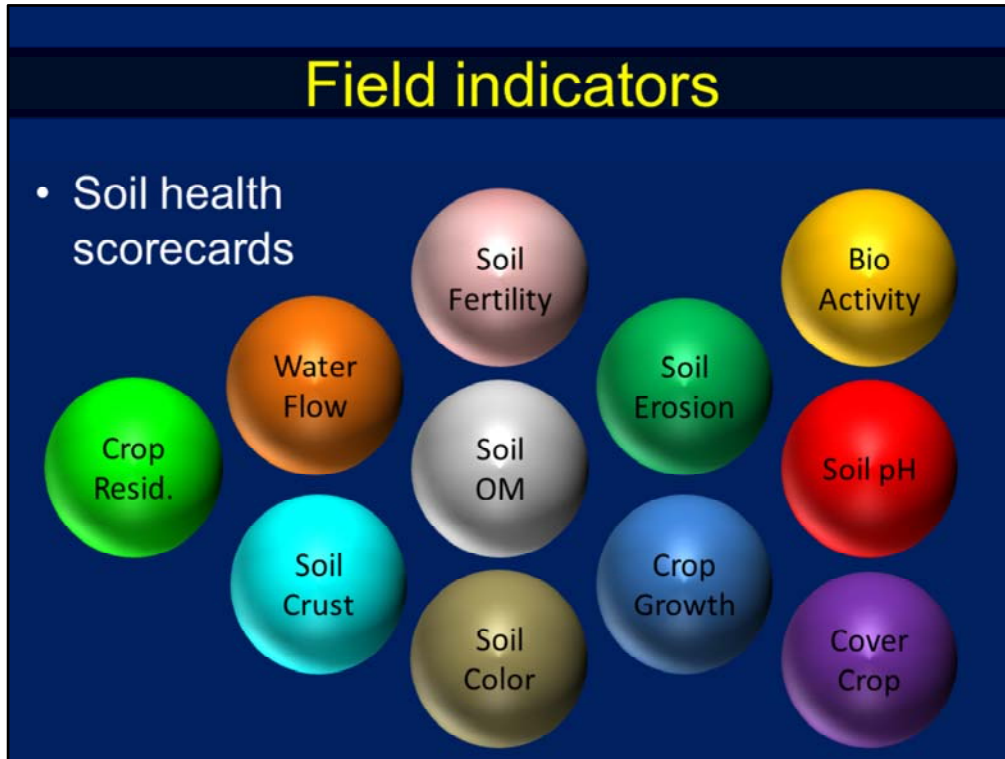 Field indicators
• Soil health
scorecards
Soil
Fertility
Bio
Activity
Water
Flow
Soil
Erosion
Crop
Resid.
Soil
OM
Soil pH
Soil
Crust
Crop
Growth
Soil
Color
Cover
Crop